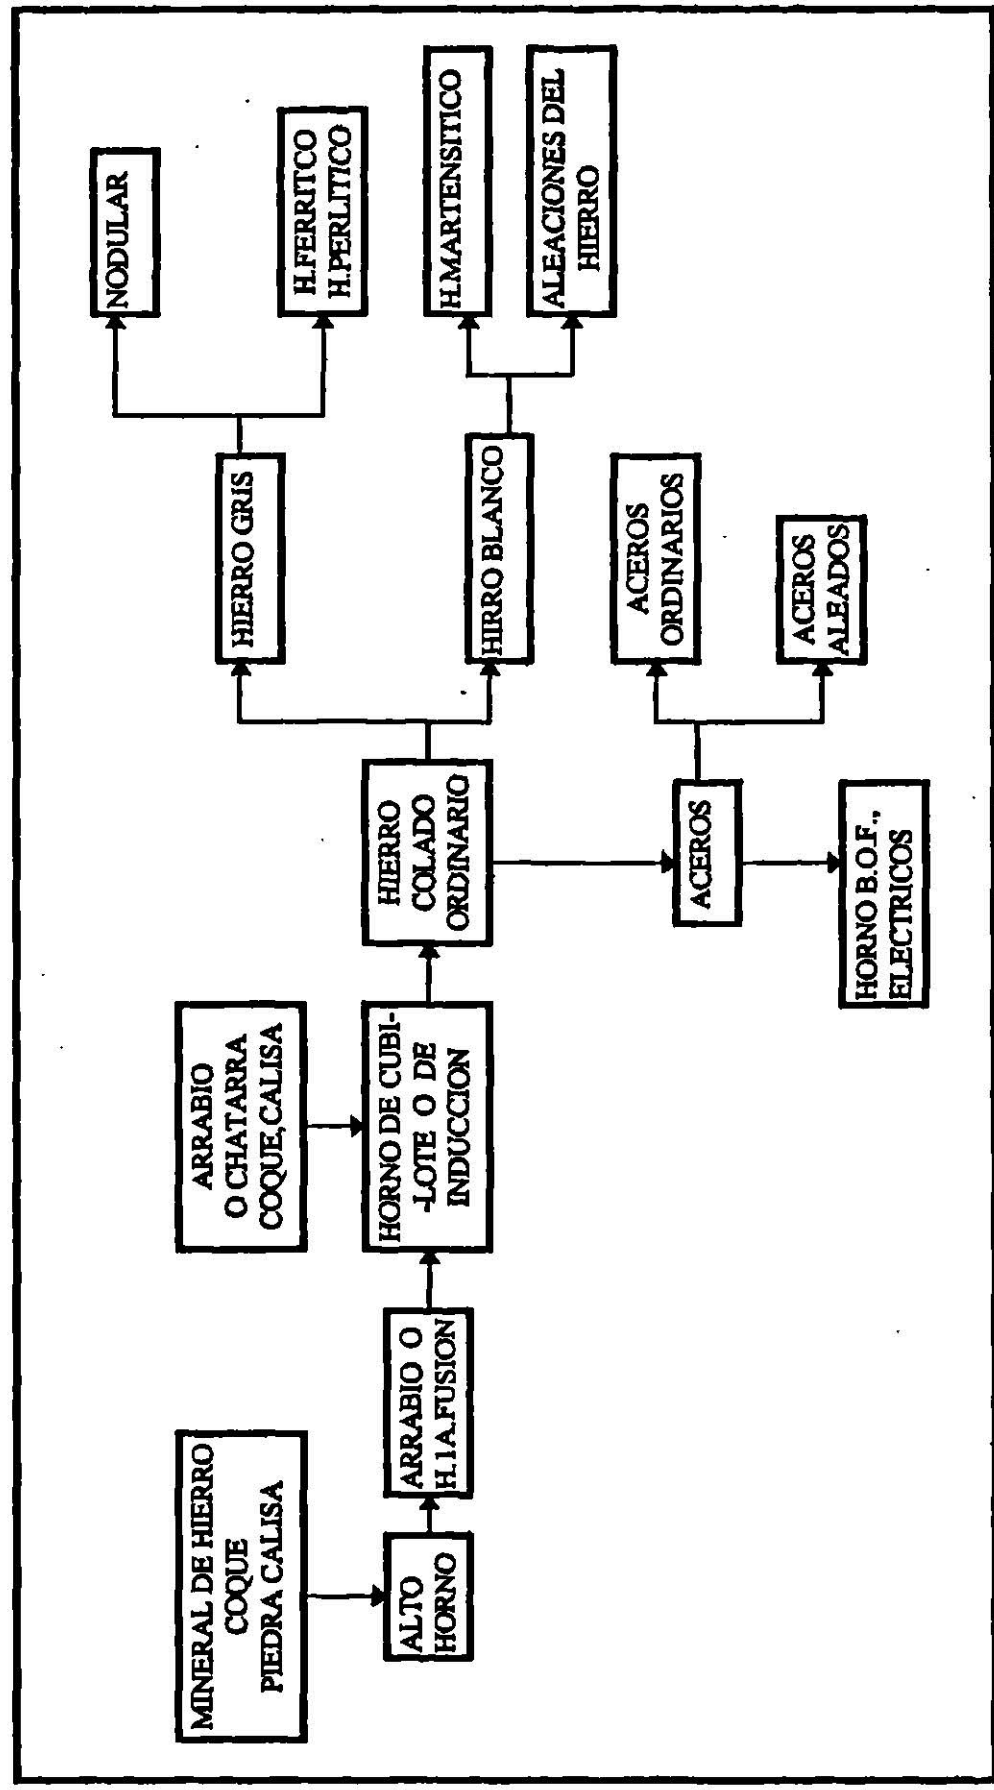 MINERAL DE HIERRO
COQUE
PIEDRA CALISA
ALTO
HORNO
ARRABIO O
H.1A.FUSION
ARRABIO
O CHATARRA
COQUE,CALISA
HORNO DE CUBI-
-LOTE O DE
INDUCCION
HIERRO
COLADO
ORDINARIO
HIERRO GRIS
NODULAR
H.FERRITCO
H.PERLITICO
HIRRO BLANCO
H.MARTENSITICO
ALEACIONES DEL
HIERRO
ACEROS
ACEROS
ORDINARIOS
ACEROS
ALEADOS
HORNO B.O.F.,
ELECTRICOS